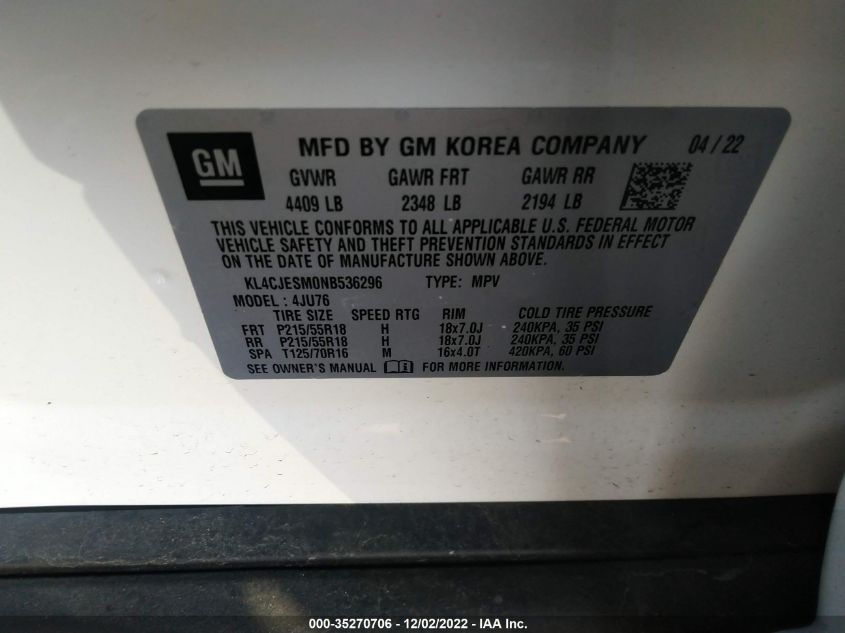 GM
MFD BY GM KOREA COMPANY 04 / 22
GVWR GAWR FRT GAWR RR
4409 LB 2348 LB 2194 LB
THIS VEHICLE CONFORMS TO ALL APPLICABLE U.S. FEDERAL MOTOR
VEHICLE SAFETY AND THEFT PREVENTION STANDARDS IN EFFECT
ON THE DATE OF MANUFACTURE SHOWN ABOVE.
KL4CJESM0NB536296 TYPE: MPV
MODEL : 4JU76
TIRE SIZE SPEED RTG RIM COLD TIRE PRESSURE
FRT P215/55R18 H 18x7.0J 240KPA, 35 PSI
RR P215/55R18 H 18x7.0J 240KPA, 35 PSI
SPA T125/70R16 M 16x4.0T 420KPA, 60 PSI
SEE OWNER'S MANUAL FOR MORE INFORMATION.
000-35270706 - 12/02/2022 - IAA Inc.